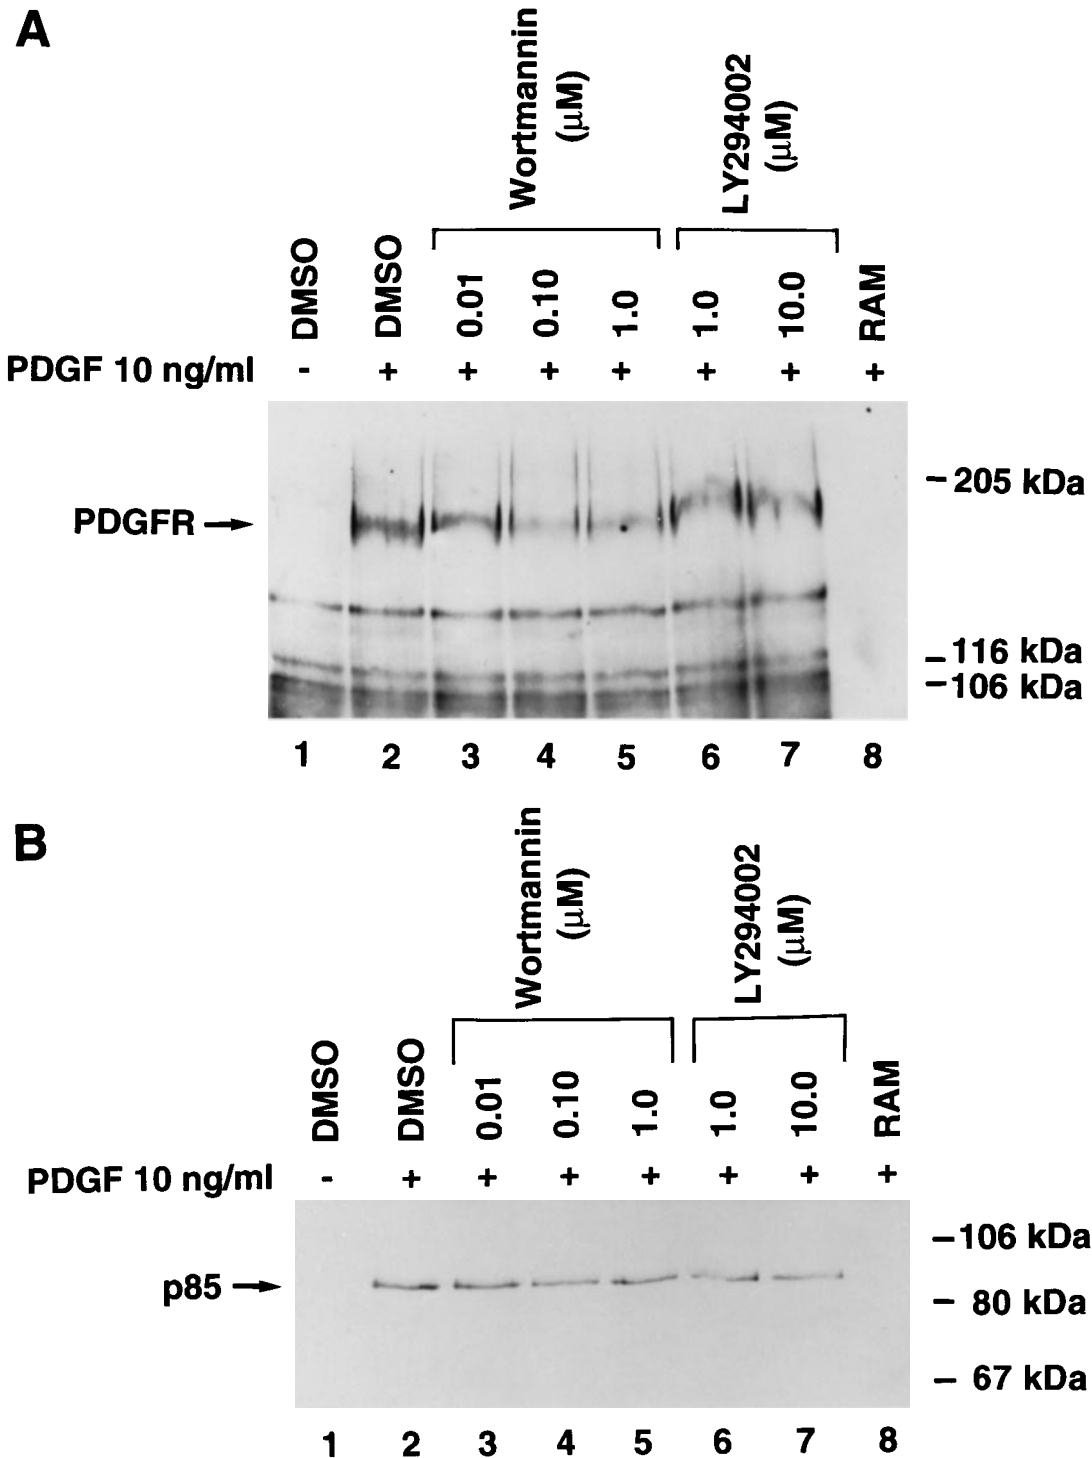 A
Wortmannin
(μM)
LY294002
(μM)
DMSO
DMSO
0.01
0.10
1.0
1.0
10.0
RAM
PDGF 10 ng/ml - + + + + + + +
PDGFR
205 kDa
116 kDa
106 kDa
1 2 3 4 5 6 7 8
B
Wortmannin
(μM)
LY294002
(μM)
DMSO
DMSO
0.01
0.10
1.0
1.0
10.0
RAM
PDGF 10 ng/ml - + + + + + + +
106 kDa
p85
80 kDa
67 kDa
1 2 3 4 5 6 7 8